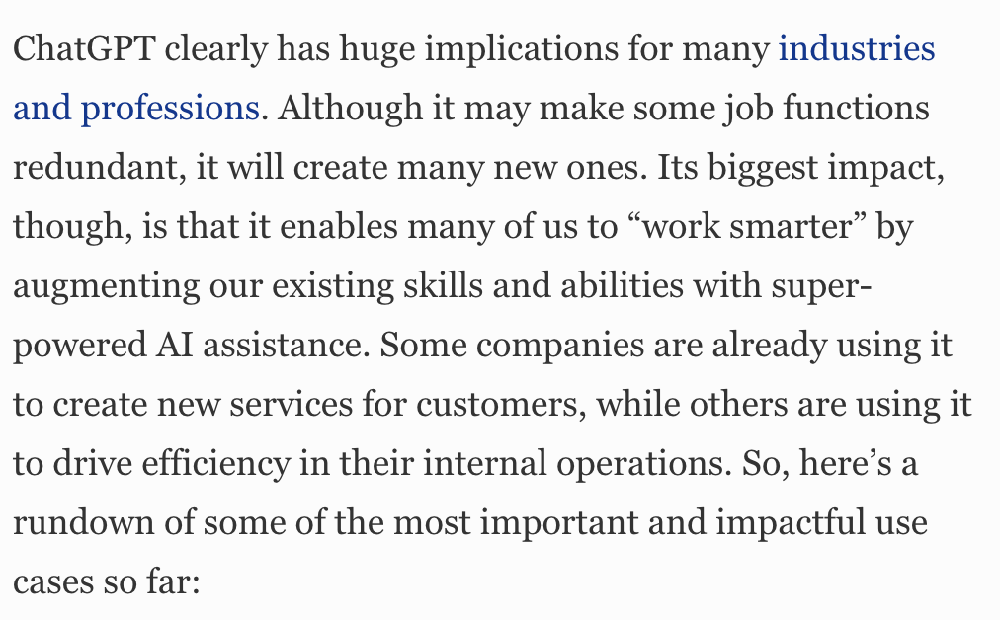 ChatGPT clearly has huge implications for many industries
and professions. Although it may make some job functions
redundant, it will create many new ones. Its biggest impact,
though, is that it enables many of us to “work smarter” by
augmenting our existing skills and abilities with super-
powered AI assistance. Some companies are already using it
to create new services for customers, while others are using it
to drive efficiency in their internal operations. So, here’s a
rundown of some of the most important and impactful use
cases so far: